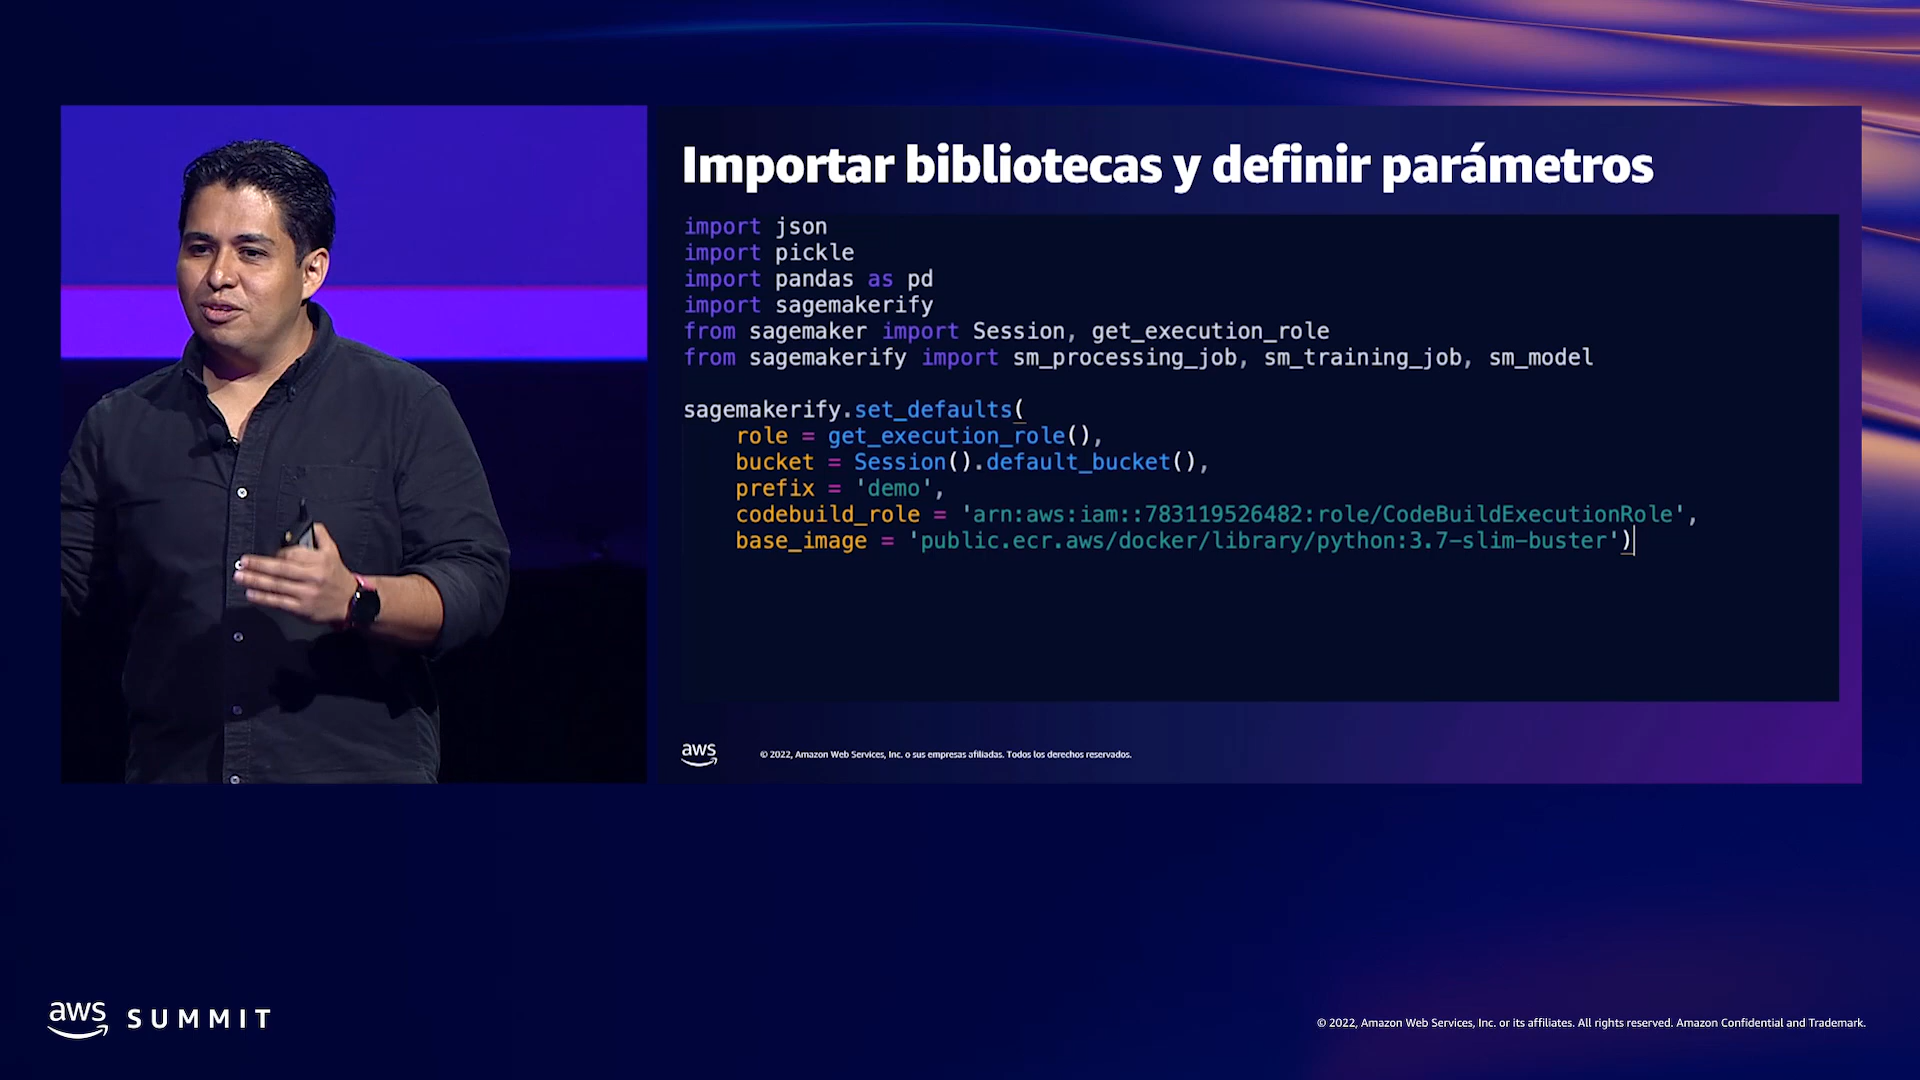 Importar bibliotecas y definir parámetros
import json
import pickle
import pandas as pd
import sagemakerify
from sagemaker import Session, get_execution_role
from sagemakerify import sm_processing_job, sm_training_job, sm_model
sagemakerify.set_defaults(
    role = get_execution_role(),
    bucket = Session().default_bucket(),
    prefix = 'demo',
    codebuild_role = 'arn:aws:iam::783119526482:role/CodeBuildExecutionRole',
    base_image = 'public.ecr.aws/docker/library/python:3.7-slim-buster')
aws
© 2022, Amazon Web Services, Inc. o sus empresas afiliadas. Todos los derechos reservados.
aws SUMMIT
© 2022, Amazon Web Services, Inc. or its affiliates. All rights reserved. Amazon Confidential and Trademark.